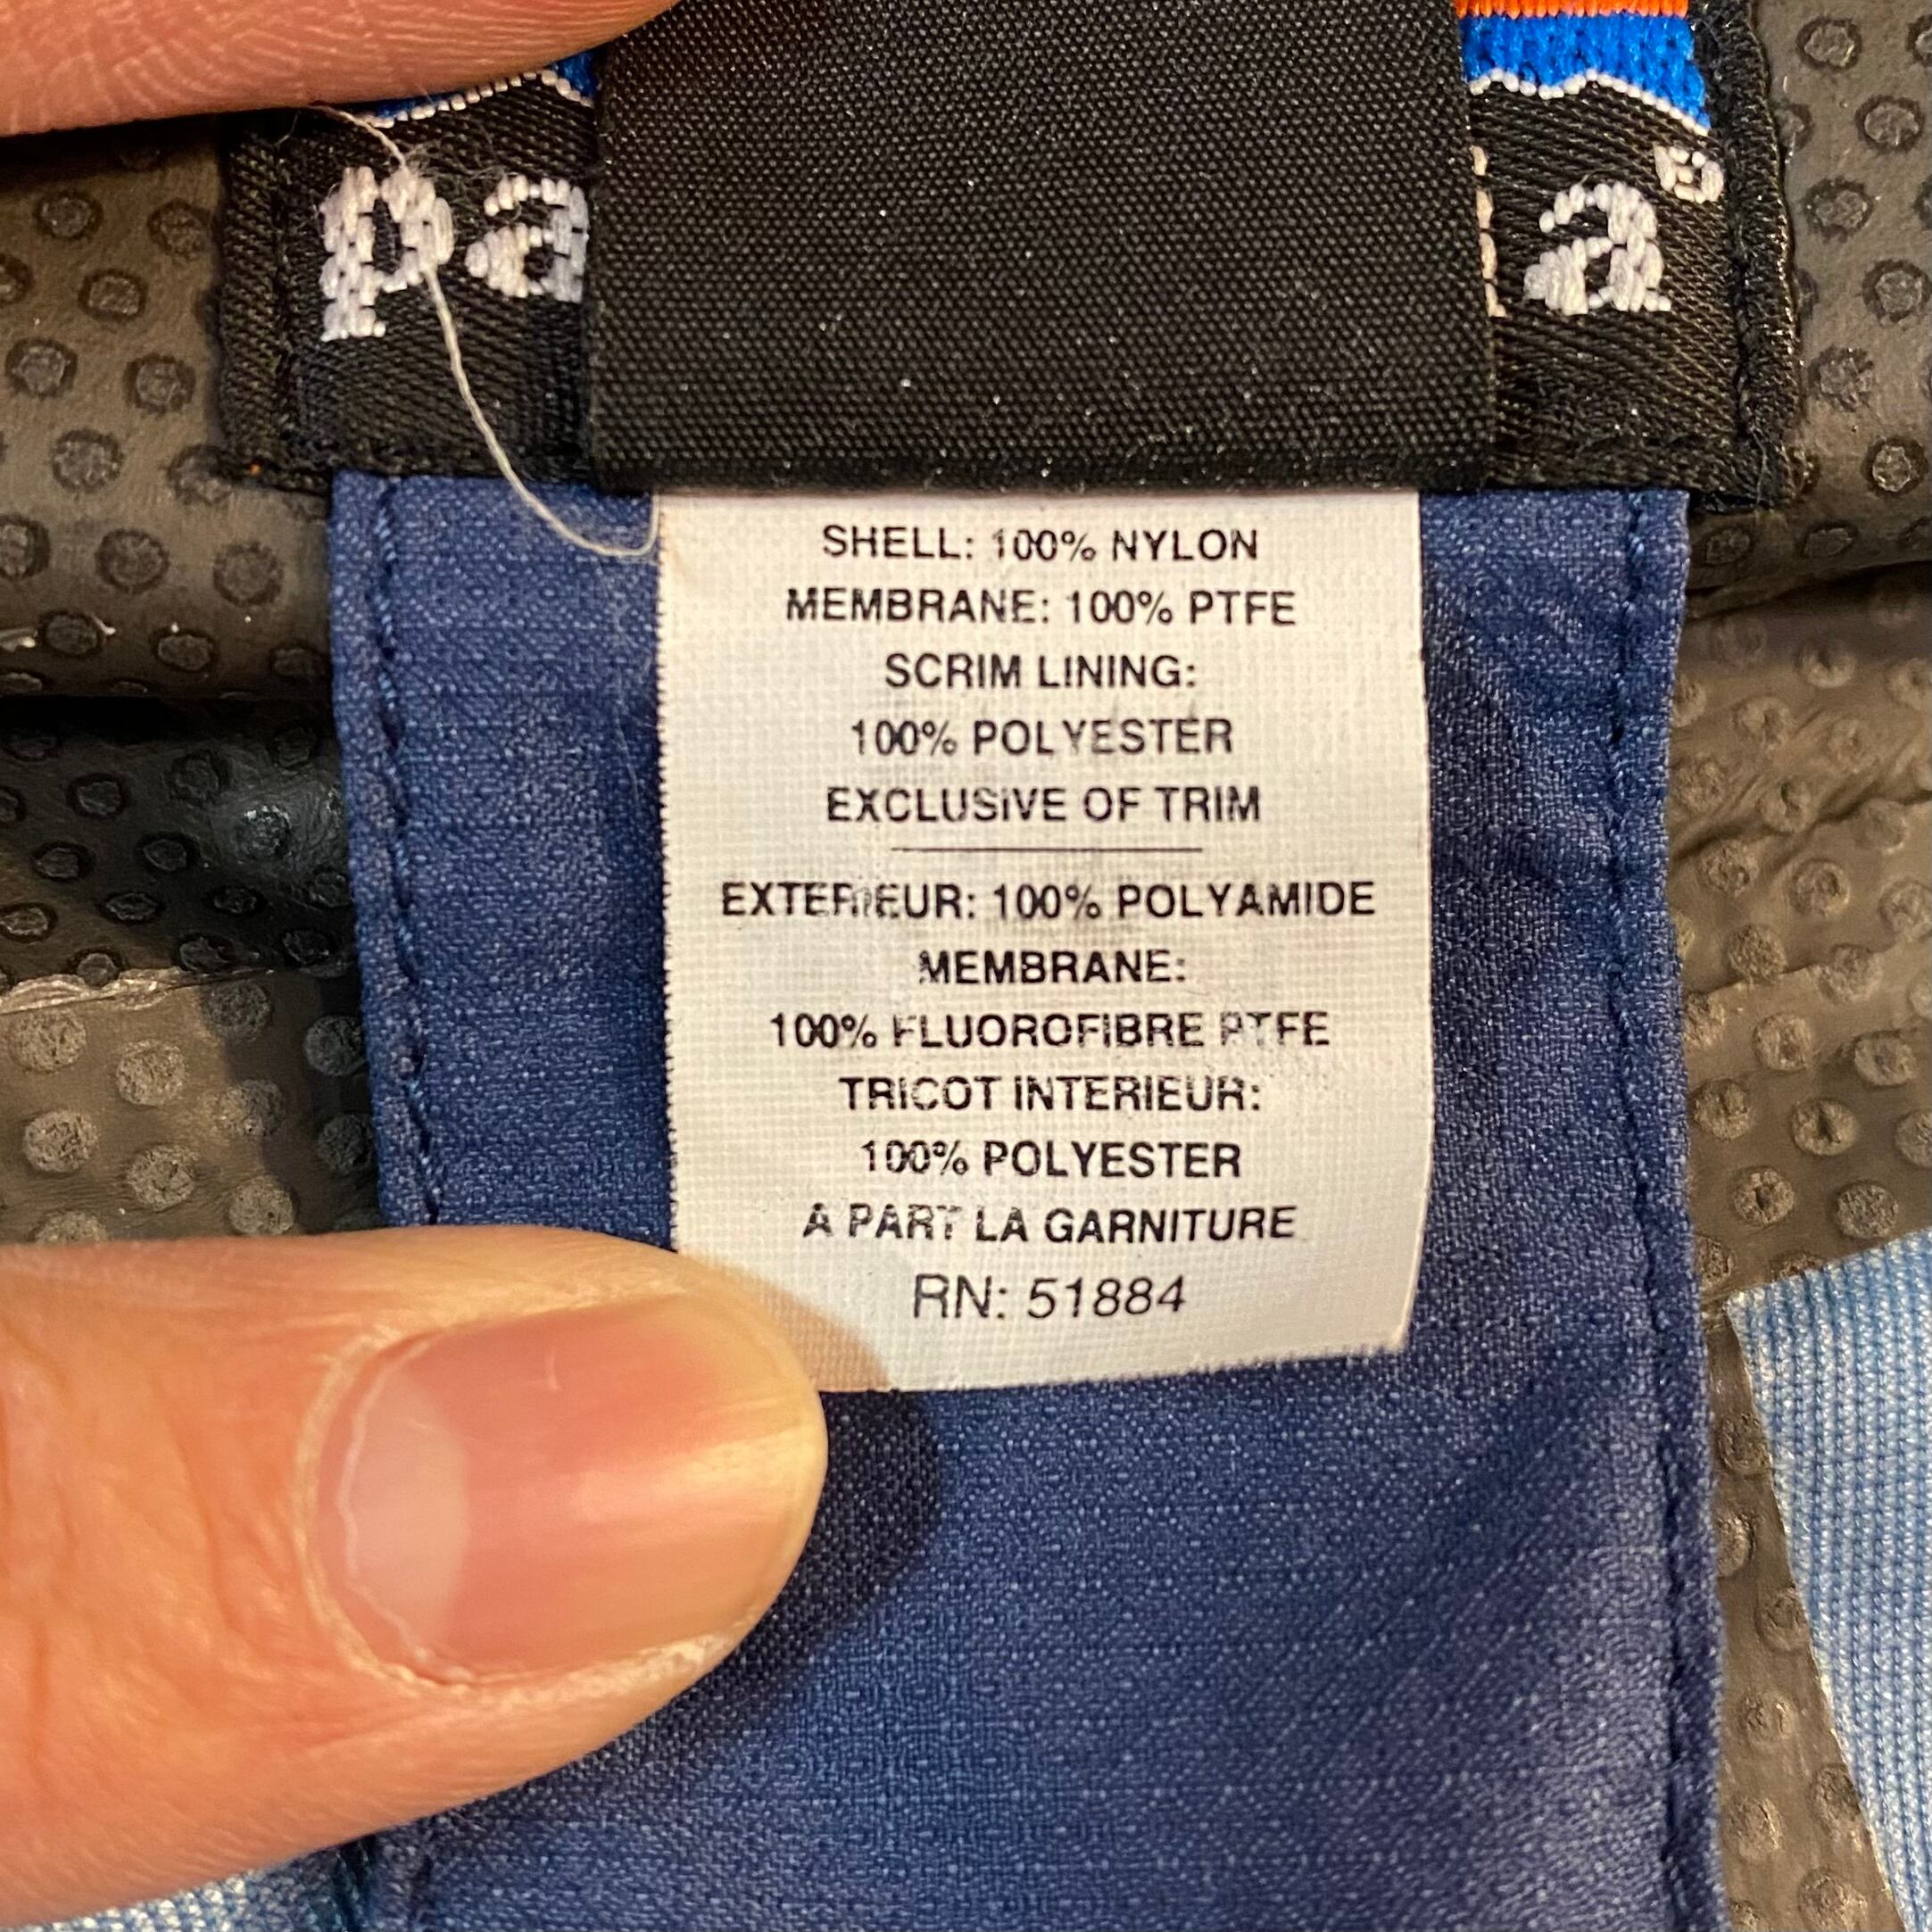 pa a®
SHELL: 100% NYLON
MEMBRANE: 100% PTFE
SCRIM LINING:
100% POLYESTER
EXCLUSIVE OF TRIM
EXTERIEUR: 100% POLYAMIDE
MEMBRANE:
100% FLUOROFIBRE PTFE
TRICOT INTERIEUR:
100% POLYESTER
A PART LA GARNITURE
RN: 51884